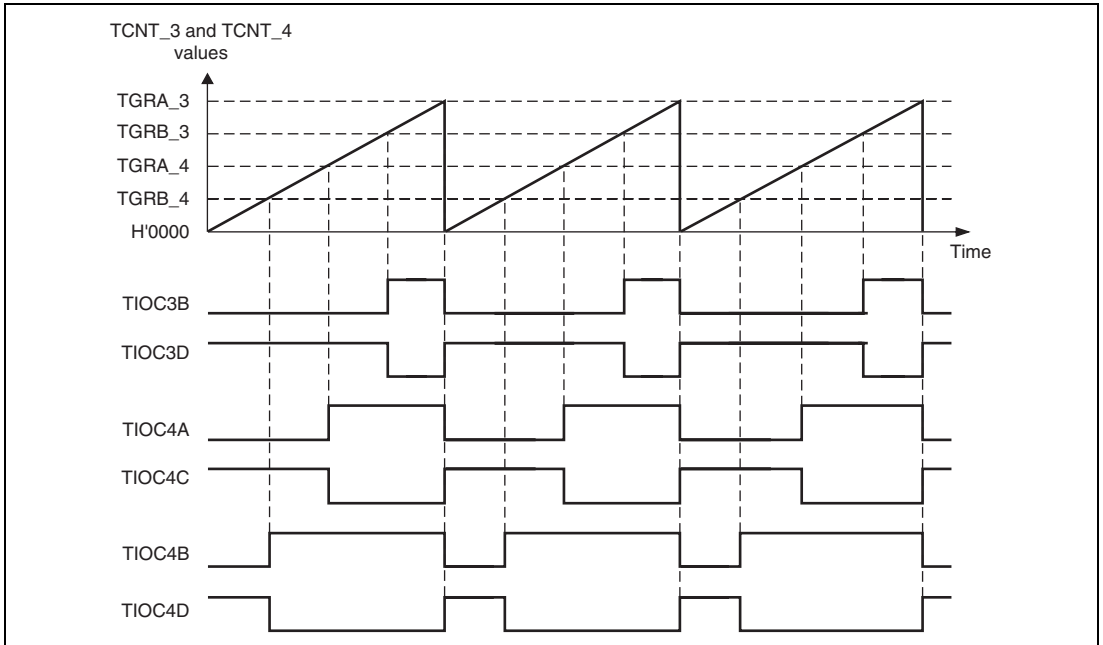 TCNT_3 and TCNT_4
values
TGRA_3
TGRB_3
TGRA_4
TGRB_4
H'0000
Time
TIOC3B
TIOC3D
TIOC4A
TIOC4C
TIOC4B
TIOC4D